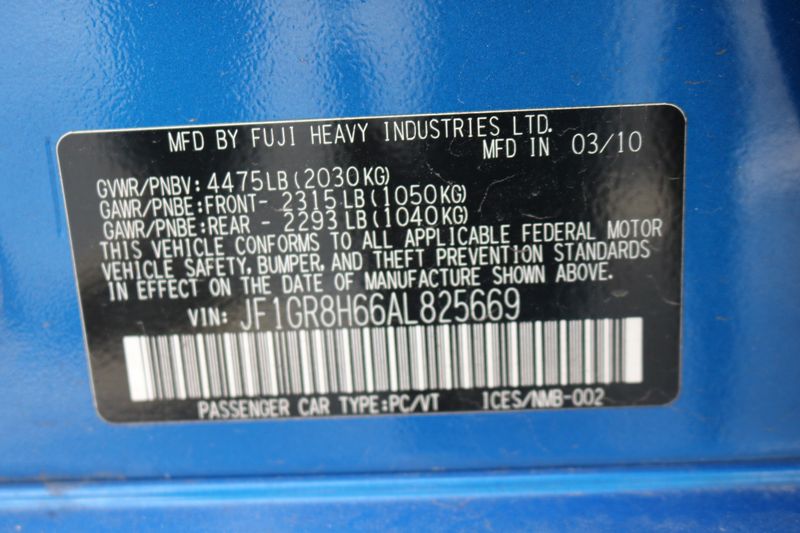 MFD BY FUJI HEAVY INDUSTRIES LTD.
MFD IN 03/10
GVWR/PNBV: 4475LB(2030KG)
GAWR/PNBE:FRONT- 2315LB(1050KG)
GAWR/PNBE:REAR - 2293LB(1040KG)
THIS VEHICLE CONFORMS TO ALL APPLICABLE FEDERAL MOTOR
VEHICLE SAFETY, BUMPER, AND THEFT PREVENTION STANDARDS
IN EFFECT ON THE DATE OF MANUFACTURE SHOWN ABOVE.
VIN: JF1GR8H66AL825669
PASSENGER CAR TYPE:PC/VT ICES/NMB-002